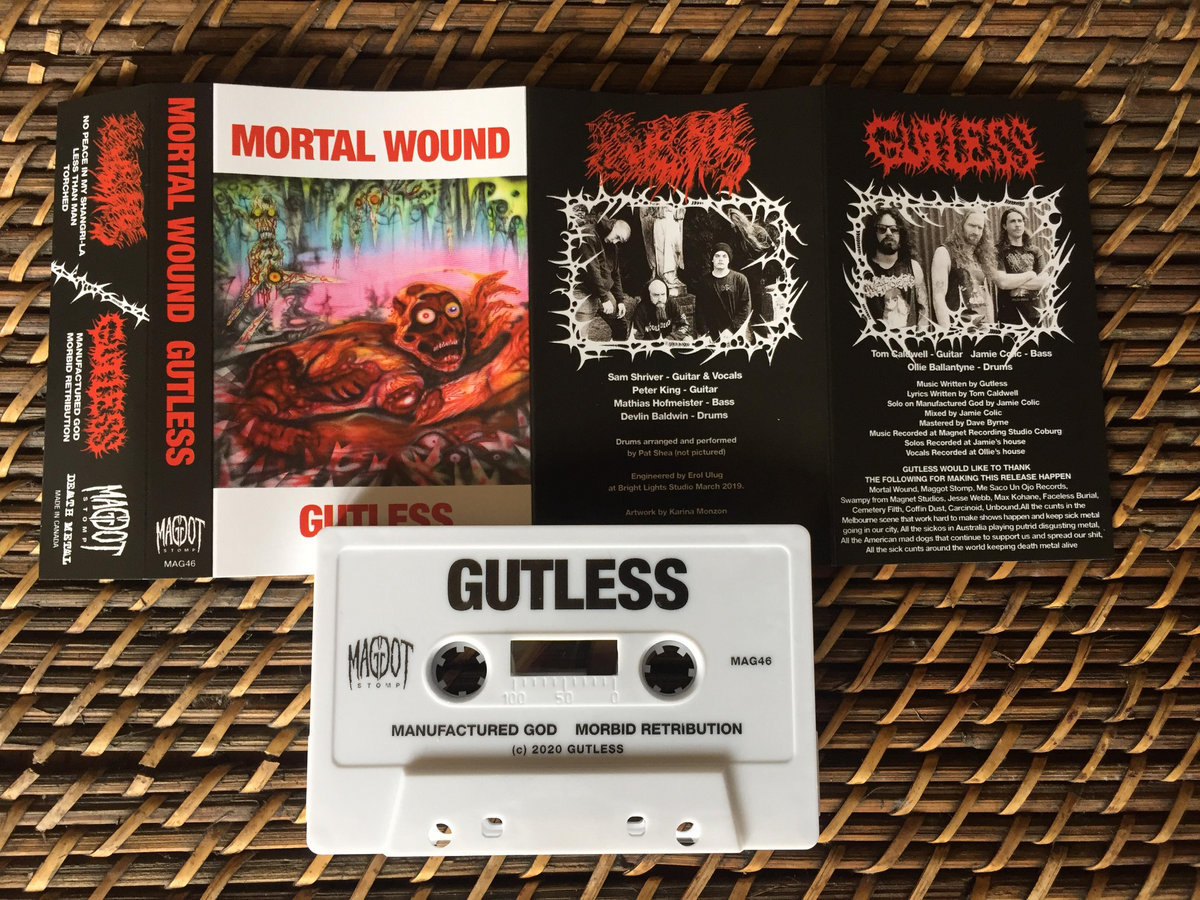 NO PEACE IN MY SHANGRI-LA
LESS THAN MAN
TORCHED
GUTLESS
MANUFACTURED GOD
MORBID RETRIBUTION
MAGGOT
STOMP
DEATH METAL
MADE IN CANADA
MORTAL WOUND GUTLESS
MAGGOT
STOMP
MAG46
MORTAL WOUND
GUTLESS
Sam Shriver - Guitar & Vocals
Peter King - Guitar
Mathias Hofmeister - Bass
Devlin Baldwin - Drums
Drums arranged and performed
by Pat Shea (not pictured)
Engineered by Erol Ulug
at Bright Lights Studio March 2019.
Artwork by Karina Monzon
GUTLESS
Tom Caldwell - Guitar Jamie Colic - Bass
Ollie Ballantyne - Drums
Music Written by Gutless
Lyrics Written by Tom Caldwell
Solo on Manufactured God by Jamie Colic
Mixed by Jamie Colic
Mastered by Dave Byrne
Music Recorded at Magnet Recording Studio Coburg
Solos Recorded at Jamie's house
Vocals Recorded at Ollie's house
GUTLESS WOULD LIKE TO THANK
THE FOLLOWING FOR MAKING THIS RELEASE HAPPEN
Mortal Wound, Maggot Stomp, Me Saco Un Ojo Records,
Swampy from Magnet Studios, Jesse Webb, Max Kohane, Faceless Burial,
Cemetery Filth, Coffin Dust, Carcinoid, Unbound.All the cunts in the
Melbourne scene that work hard to make shows happen and keep sick metal
going in our city, All the sickos in Australia playing putrid disgusting metal,
All the American mad dogs that continue to support us and spread our shit,
All the sick cunts around the world keeping death metal alive
GUTLESS
MAGGOT
STOMP
100 50 0
MAG46
MANUFACTURED GOD MORBID RETRIBUTION
(c) 2020 GUTLESS